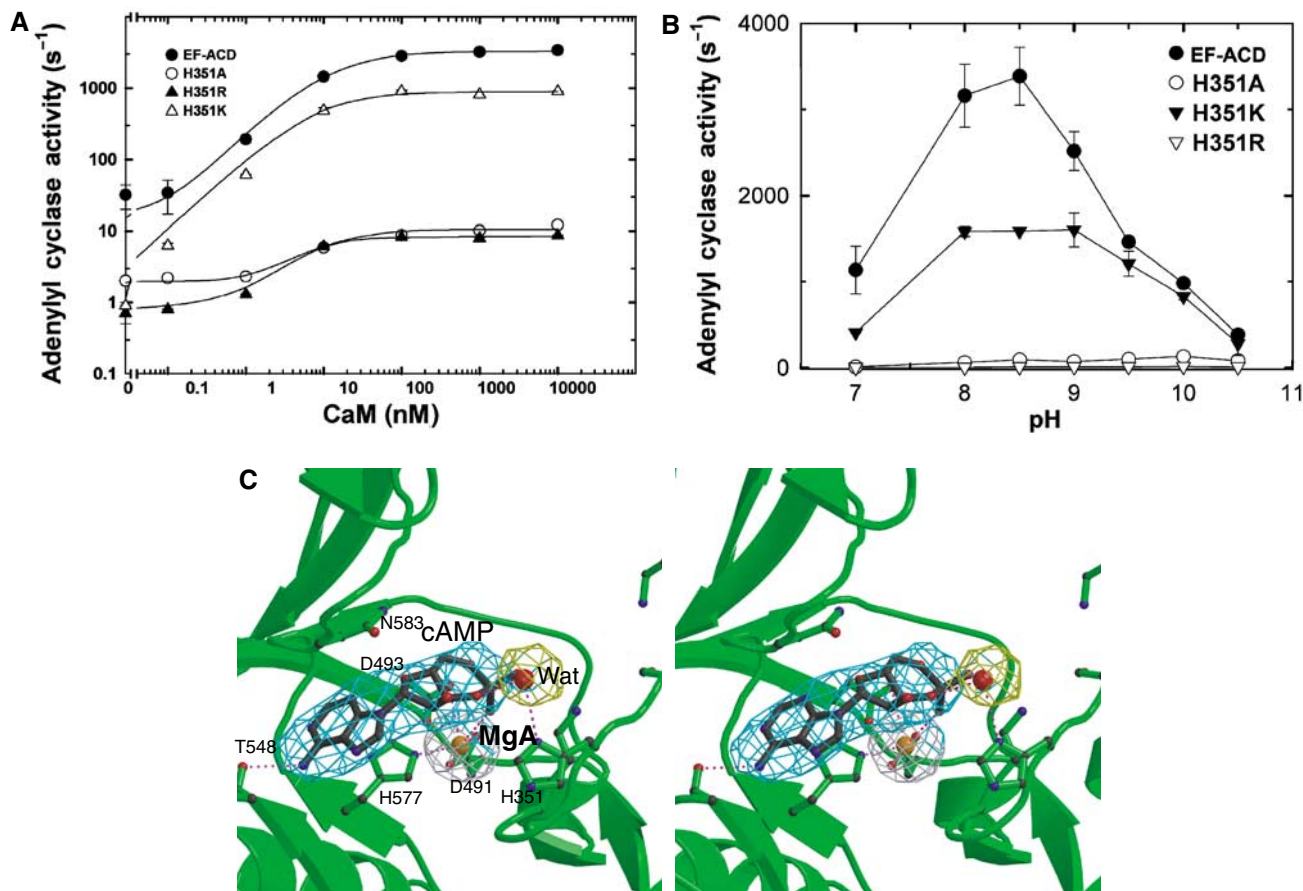 A
Adenylyl cyclase activity (s⁻¹)
1000
100
10
1
0.1
EF-ACD
H351A
H351R
H351K
0 0.1 1 10 100 1000 10000
CaM (nM)
B
Adenylyl cyclase activity (s⁻¹)
4000
2000
0
EF-ACD
H351A
H351K
H351R
7 8 9 10 11
pH
C
N583
cAMP
D493
Wat
T548
MgA
H577
D491
H351